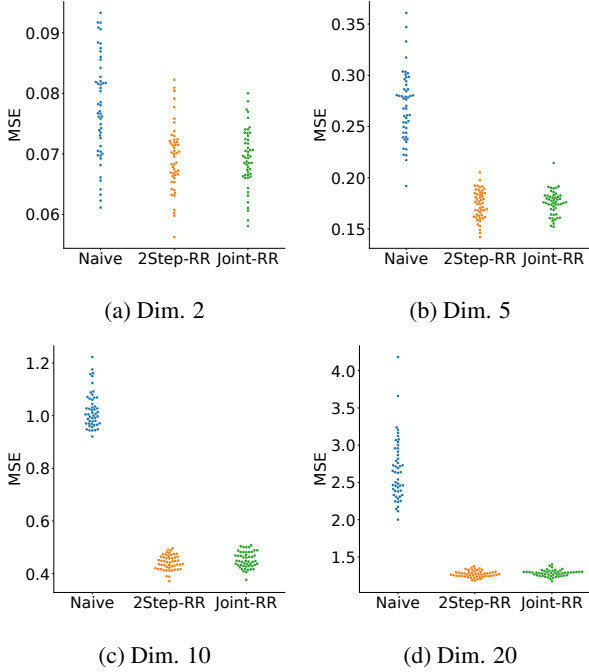 0.09
0.08
0.07
0.06
MSE
Naive 2Step-RR Joint-RR
(a) Dim. 2
0.35
0.30
0.25
0.20
0.15
MSE
Naive 2Step-RR Joint-RR
(b) Dim. 5
1.2
1.0
0.8
0.6
0.4
MSE
Naive 2Step-RR Joint-RR
(c) Dim. 10
4.0
3.5
3.0
2.5
2.0
1.5
MSE
Naive 2Step-RR Joint-RR
(d) Dim. 20